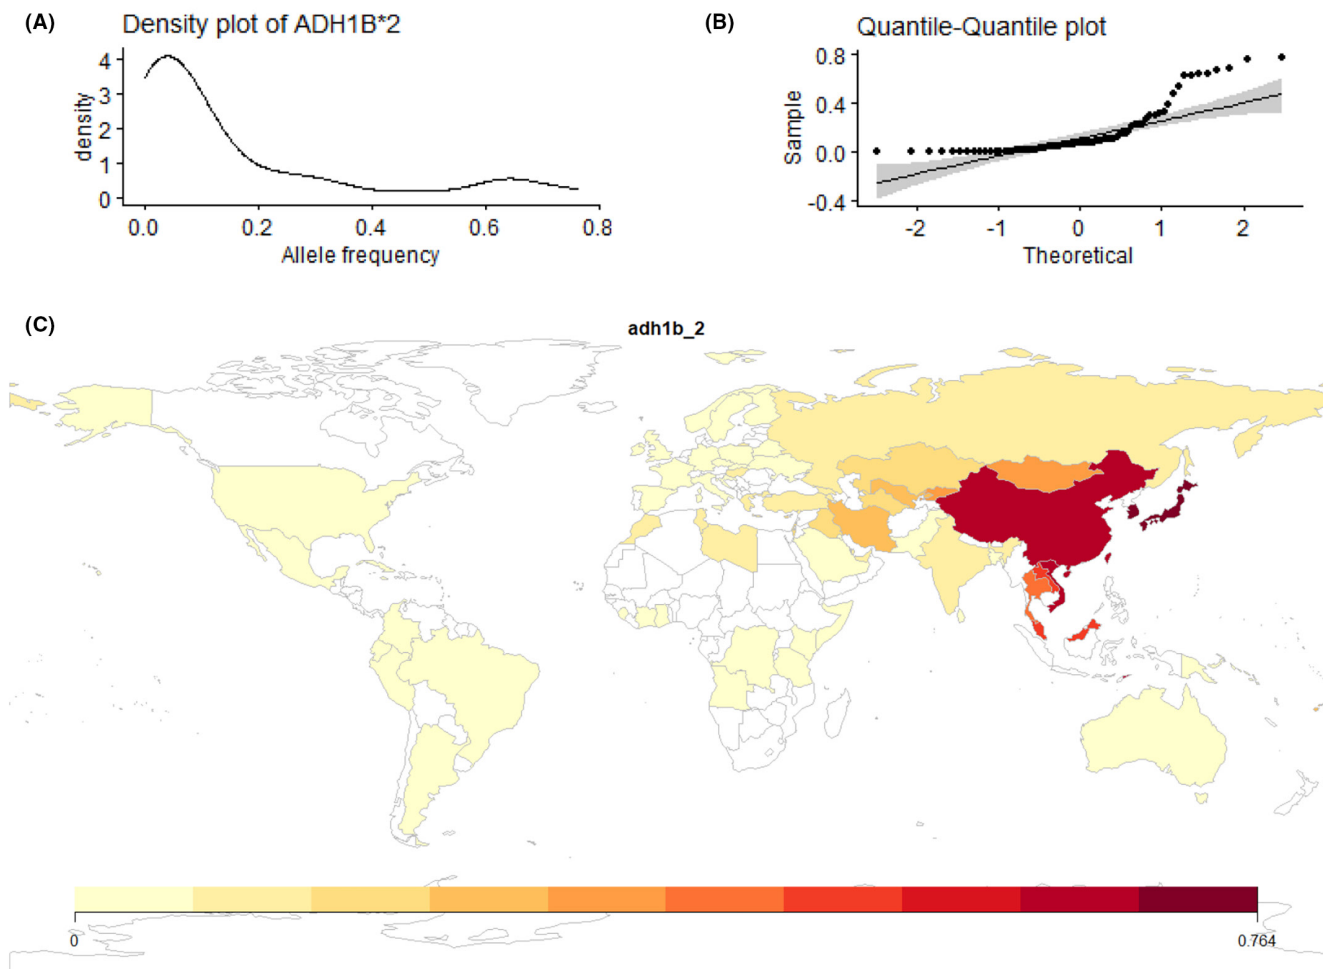 (A)
Density plot of ADH1B*2
4
3
2
1
0
density
0.0 0.2 0.4 0.6 0.8
Allele frequency
(B)
Quantile-Quantile plot
0.8
0.4
0.0
-0.4
Sample
-2 -1 0 1 2
Theoretical
(C)
adh1b_2
0 0.764